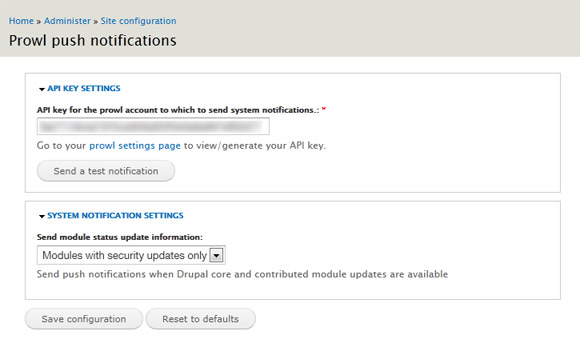 Home » Administer » Site configuration
Prowl push notifications
API KEY SETTINGS
API key for the prowl account to which to send system notifications.: *
Go to your prowl settings page to view/generate your API key.
Send a test notification
SYSTEM NOTIFICATION SETTINGS
Send module status update information:
Modules with security updates only
Send push notifications when Drupal core and contributed module updates are available
Save configuration Reset to defaults